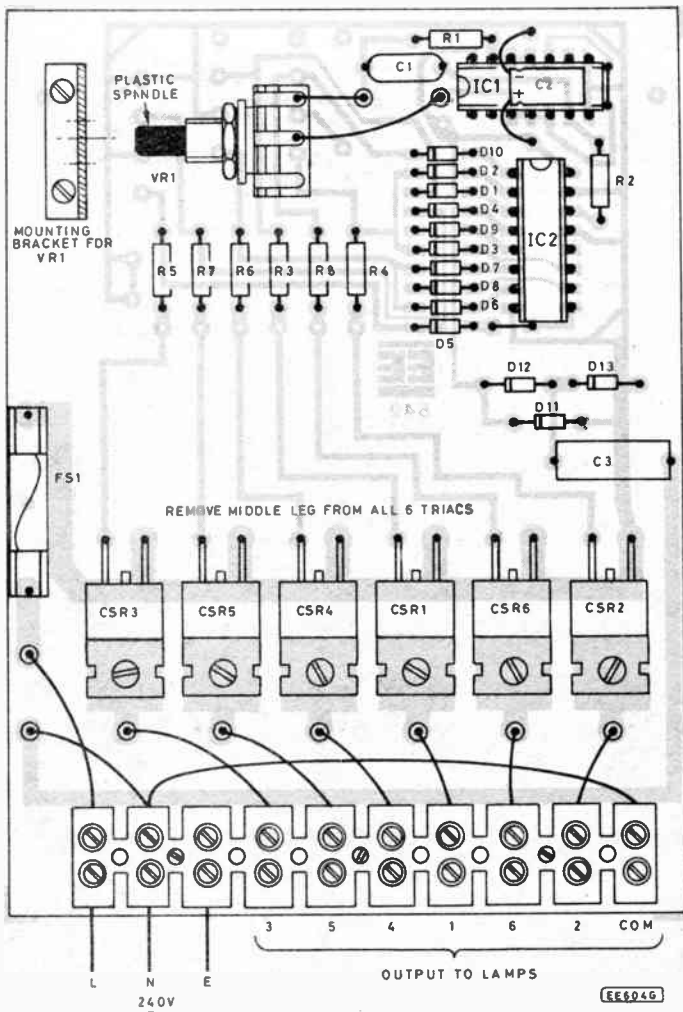 R1
C1
IC1
C2
PLASTIC
SPINDLE
VR1
MOUNTING
BRACKET FOR
VR1
D10
D2
D1
D4
D9
D3
D7
D8
D6
D5
IC2
R2
R5 R7 R6 R3 R8 R4
D12 D13
D11
C3
FS1
REMOVE MIDDLE LEG FROM ALL 6 TRIACS
CSR3 CSR5 CSR4 CSR1 CSR6 CSR2
3 5 4 1 6 2 COM
L N E
OUTPUT TO LAMPS
240V
EE604G